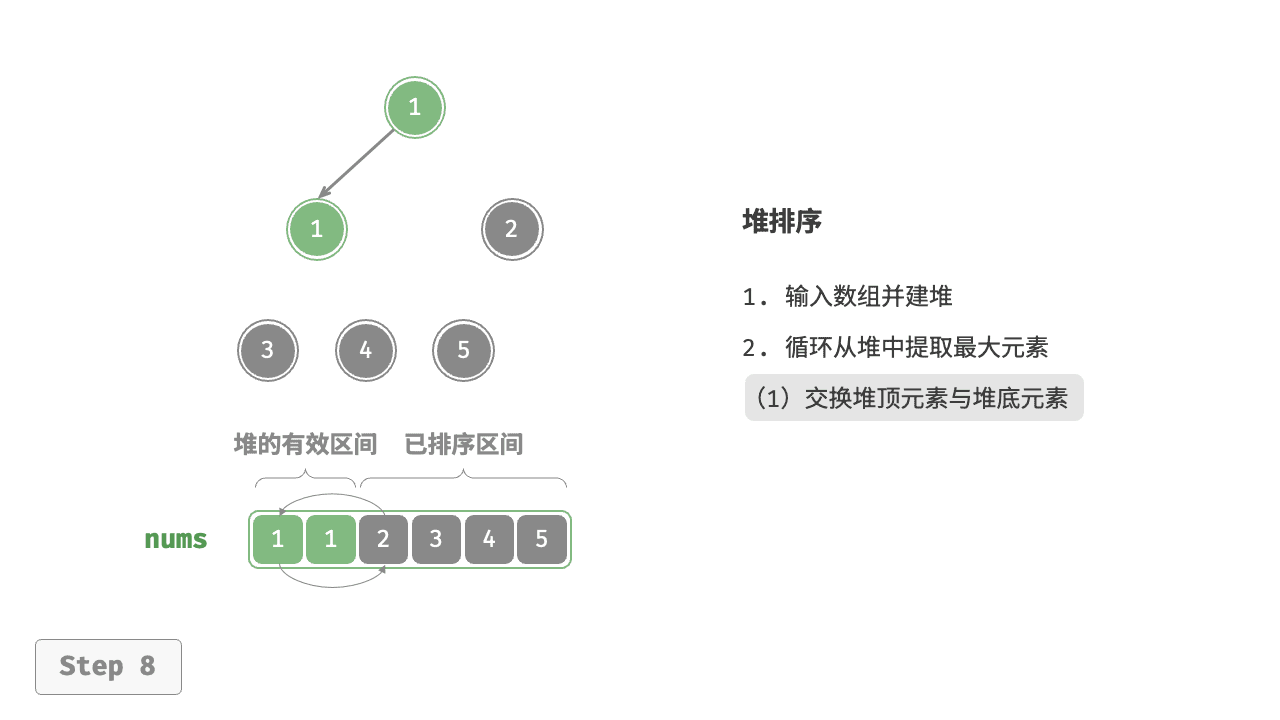 1
1 2
3 4 5
堆的有效区间 已排序区间
nums 1 1 2 3 4 5
Step 8
堆排序
1. 输入数组并建堆
2. 循环从堆中提取最大元素
（1）交换堆顶元素与堆底元素